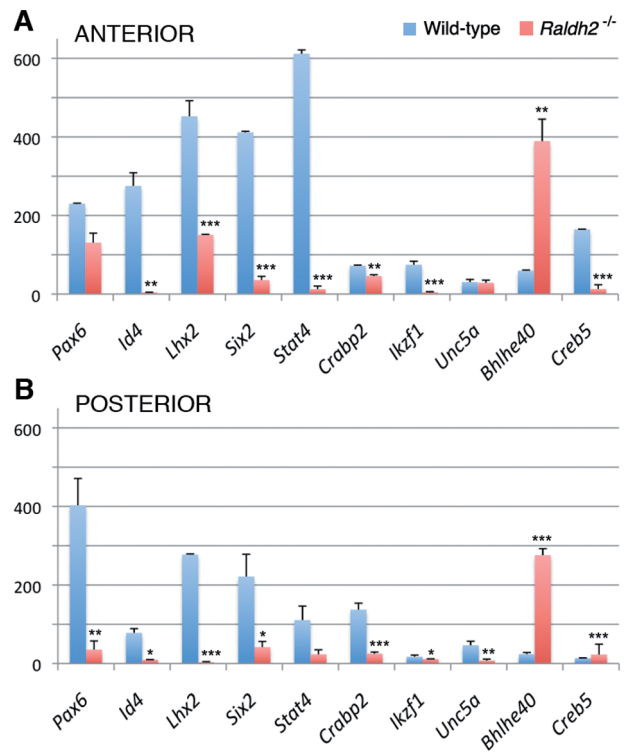 A
ANTERIOR
Wild-type
Raldh2 -/-
600
400
200
0
**
***
***
***
**
***
**
***
Pax6
Id4
Lhx2
Six2
Stat4
Crabp2
Ikzf1
Unc5a
Bhlhe40
Creb5
B
POSTERIOR
600
400
200
0
**
*
***
*
***
*
**
***
***
Pax6
Id4
Lhx2
Six2
Stat4
Crabp2
Ikzf1
Unc5a
Bhlhe40
Creb5